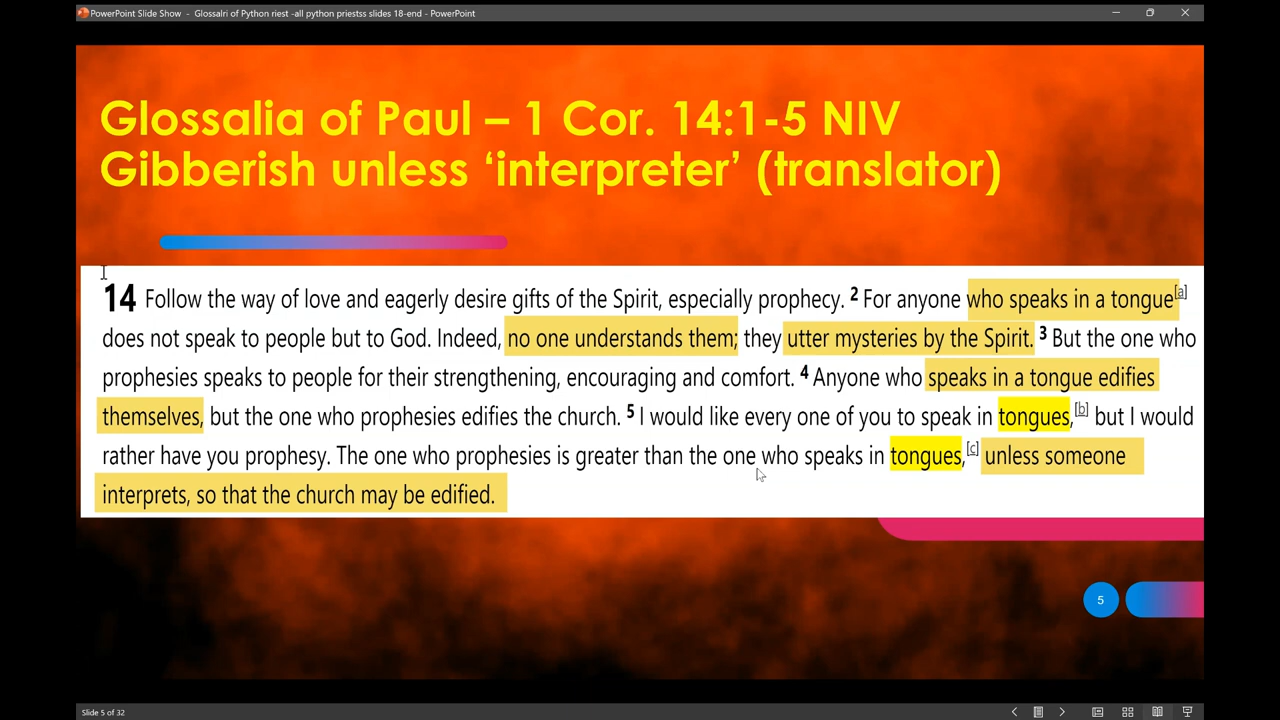 PowerPoint Slide Show - Glossalri of Python riest -all python priestss slides 18-end - PowerPoint
Glossalia of Paul – 1 Cor. 14:1-5 NIV
Gibberish unless ‘interpreter’ (translator)
14 Follow the way of love and eagerly desire gifts of the Spirit, especially prophecy. 2 For anyone who speaks in a tongue[a]
does not speak to people but to God. Indeed, no one understands them; they utter mysteries by the Spirit. 3 But the one who
prophesies speaks to people for their strengthening, encouraging and comfort. 4 Anyone who speaks in a tongue edifies
themselves, but the one who prophesies edifies the church. 5 I would like every one of you to speak in tongues,[b] but I would
rather have you prophesy. The one who prophesies is greater than the one who speaks in tongues,[c] unless someone
interprets, so that the church may be edified.
5
Slide 5 of 32